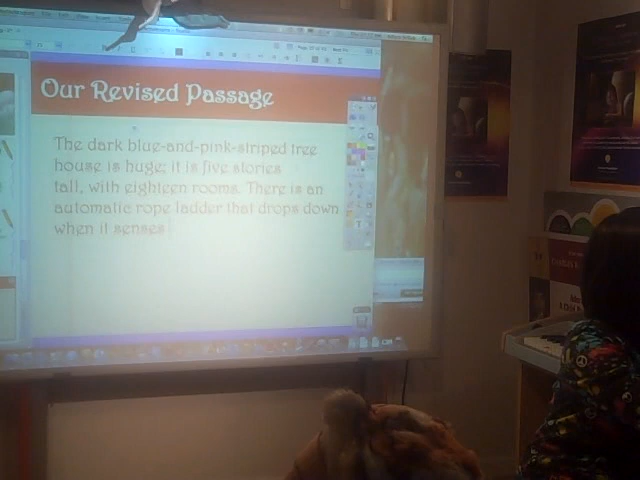 Our Revised Passage
The dark blue-and-pink-striped tree
house is huge; it is five stories
tall, with eighteen rooms. There is an
automatic rope ladder that drops down
when it senses